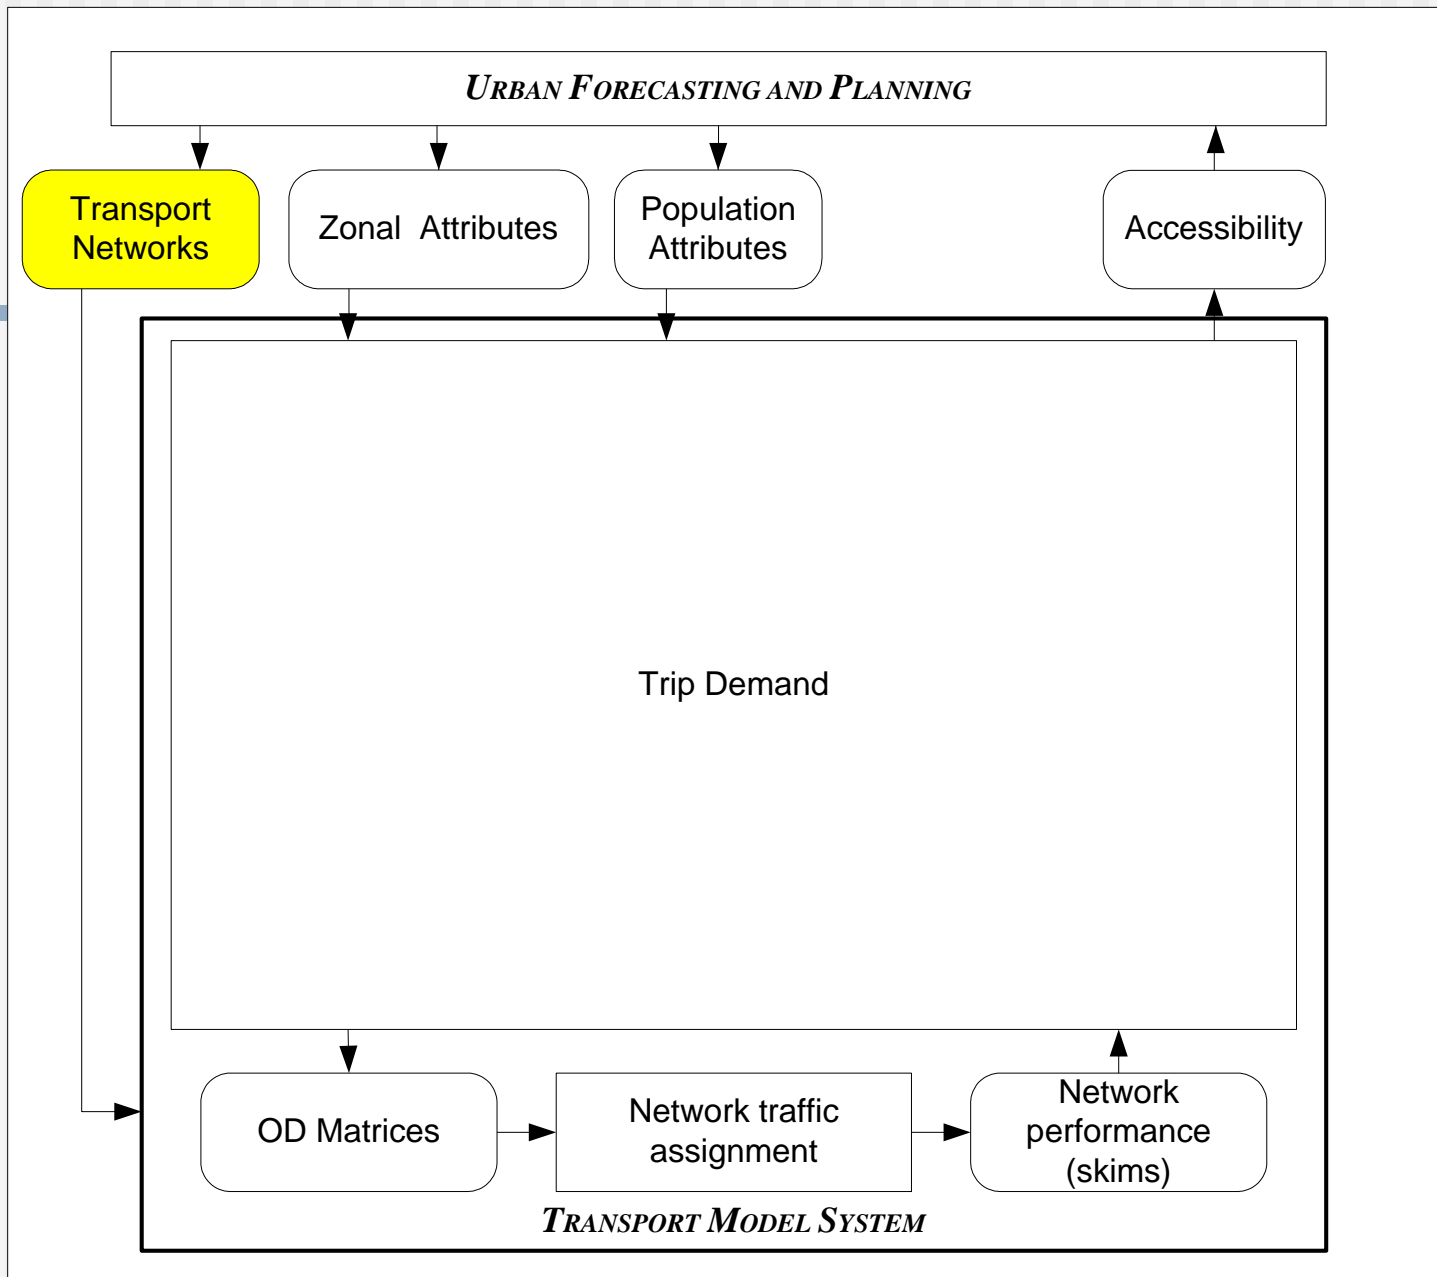 URBAN FORECASTING AND PLANNING
Transport
Networks
Zonal Attributes
Population
Attributes
Accessibility
Trip Demand
OD Matrices
Network traffic
assignment
Network
performance
(skims)
TRANSPORT MODEL SYSTEM